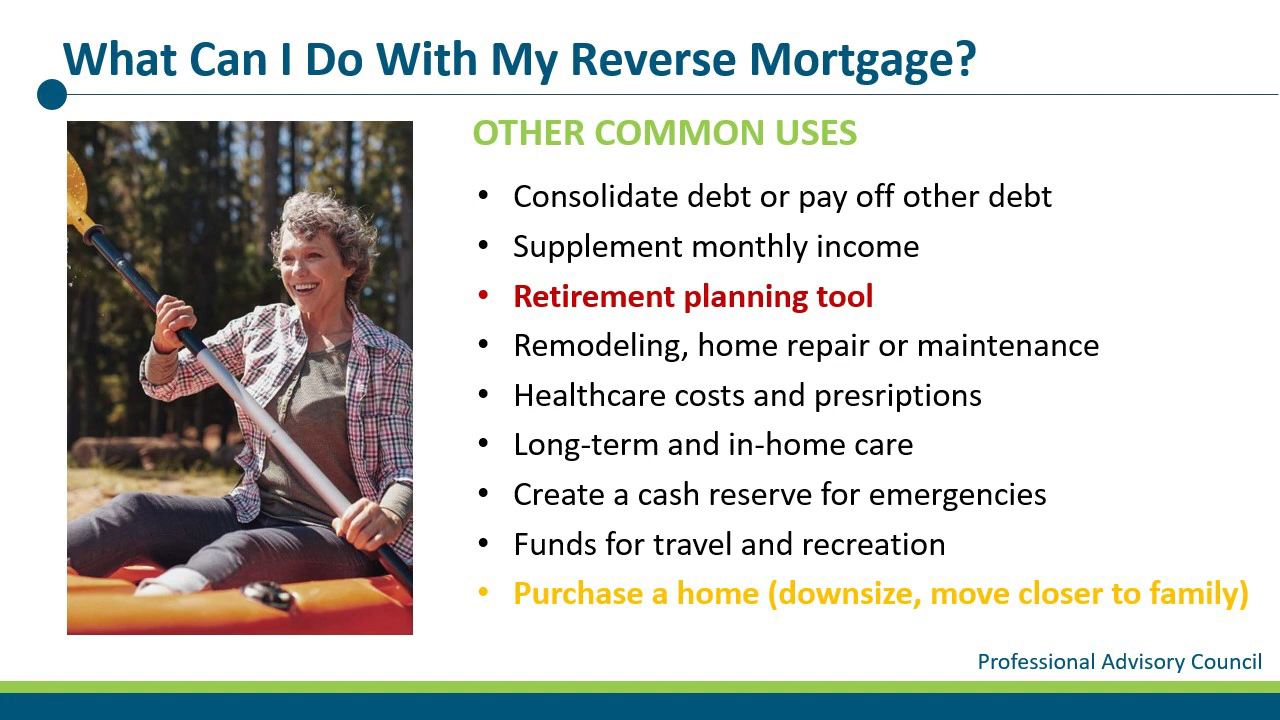 What Can I Do With My Reverse Mortgage?
OTHER COMMON USES
• Consolidate debt or pay off other debt
• Supplement monthly income
• Retirement planning tool
• Remodeling, home repair or maintenance
• Healthcare costs and presriptions
• Long-term and in-home care
• Create a cash reserve for emergencies
• Funds for travel and recreation
• Purchase a home (downsize, move closer to family)
Professional Advisory Council